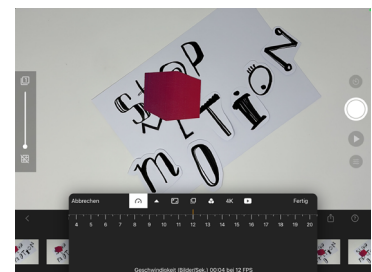 STOP
MOTiON
Abbrechen 4K Fertig
4 5 6 7 8 9 10 11 12 13 14 15 16 17 18 19 20
Geschwindigkeit (Bilder/Sek.) 00:04 bei 12 FPS